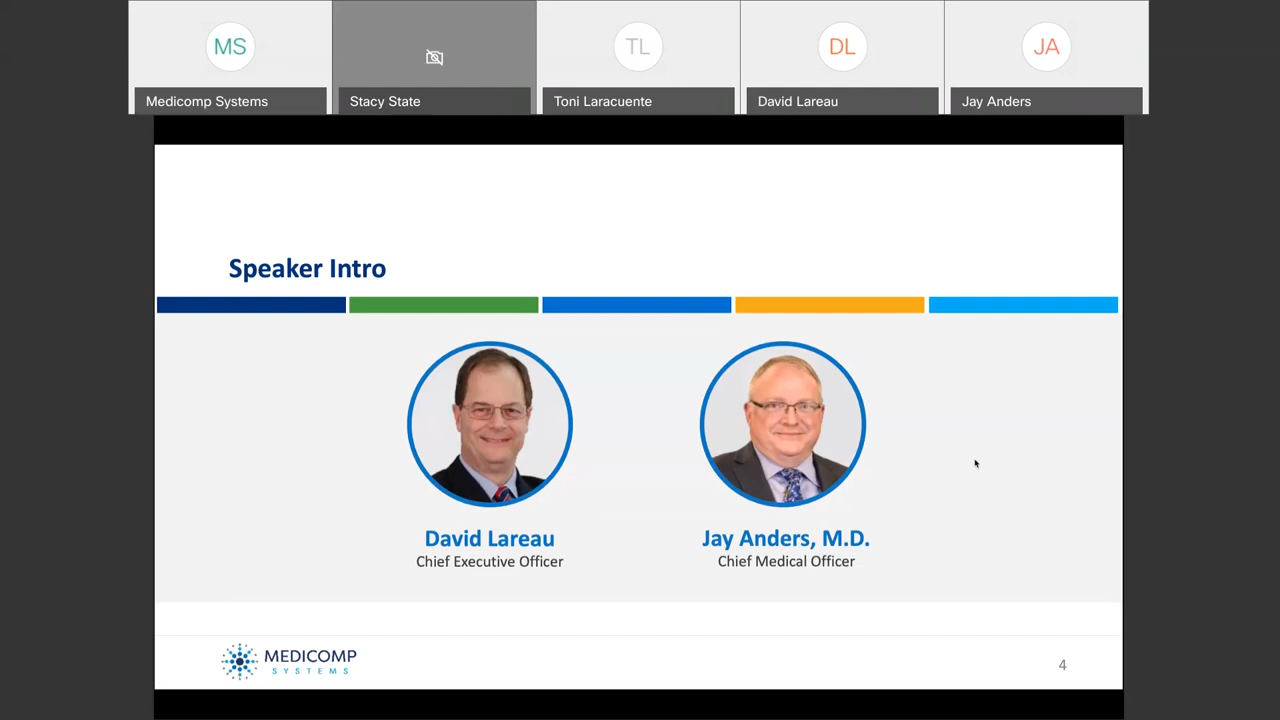 MS
TL
DL
JA
Medicomp Systems
Stacy State
Toni Laracuente
David Lareau
Jay Anders
Speaker Intro
David Lareau
Chief Executive Officer
Jay Anders, M.D.
Chief Medical Officer
MEDICOMP
SYSTEMS
4